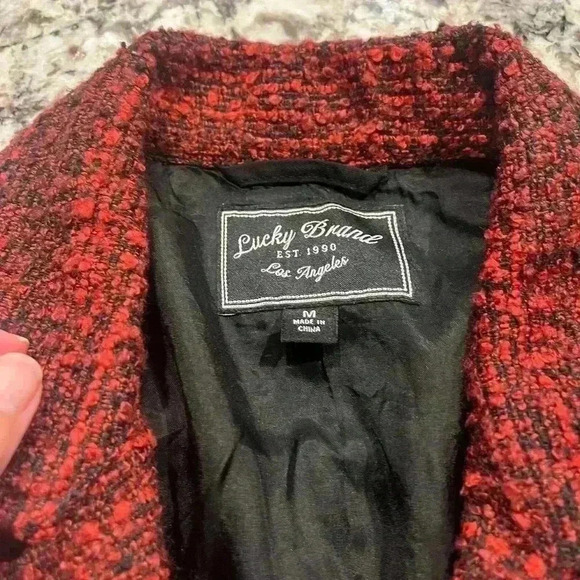 Lucky Brand
EST 1990
Los Angeles
M
MADE IN
CHINA